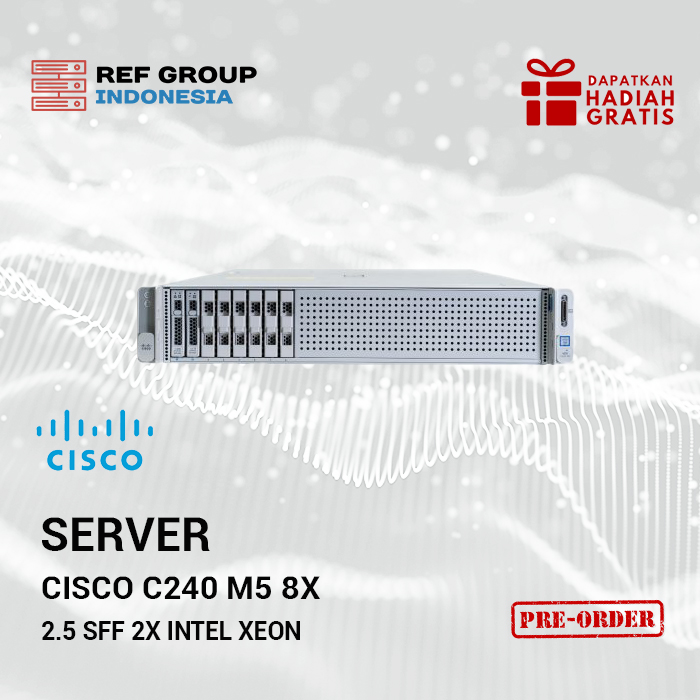 REF GROUP
INDONESIA
DAPATKAN
HADIAH
GRATIS
CISCO
SERVER
CISCO C240 M5 8X
2.5 SFF 2X INTEL XEON
PRE-ORDER